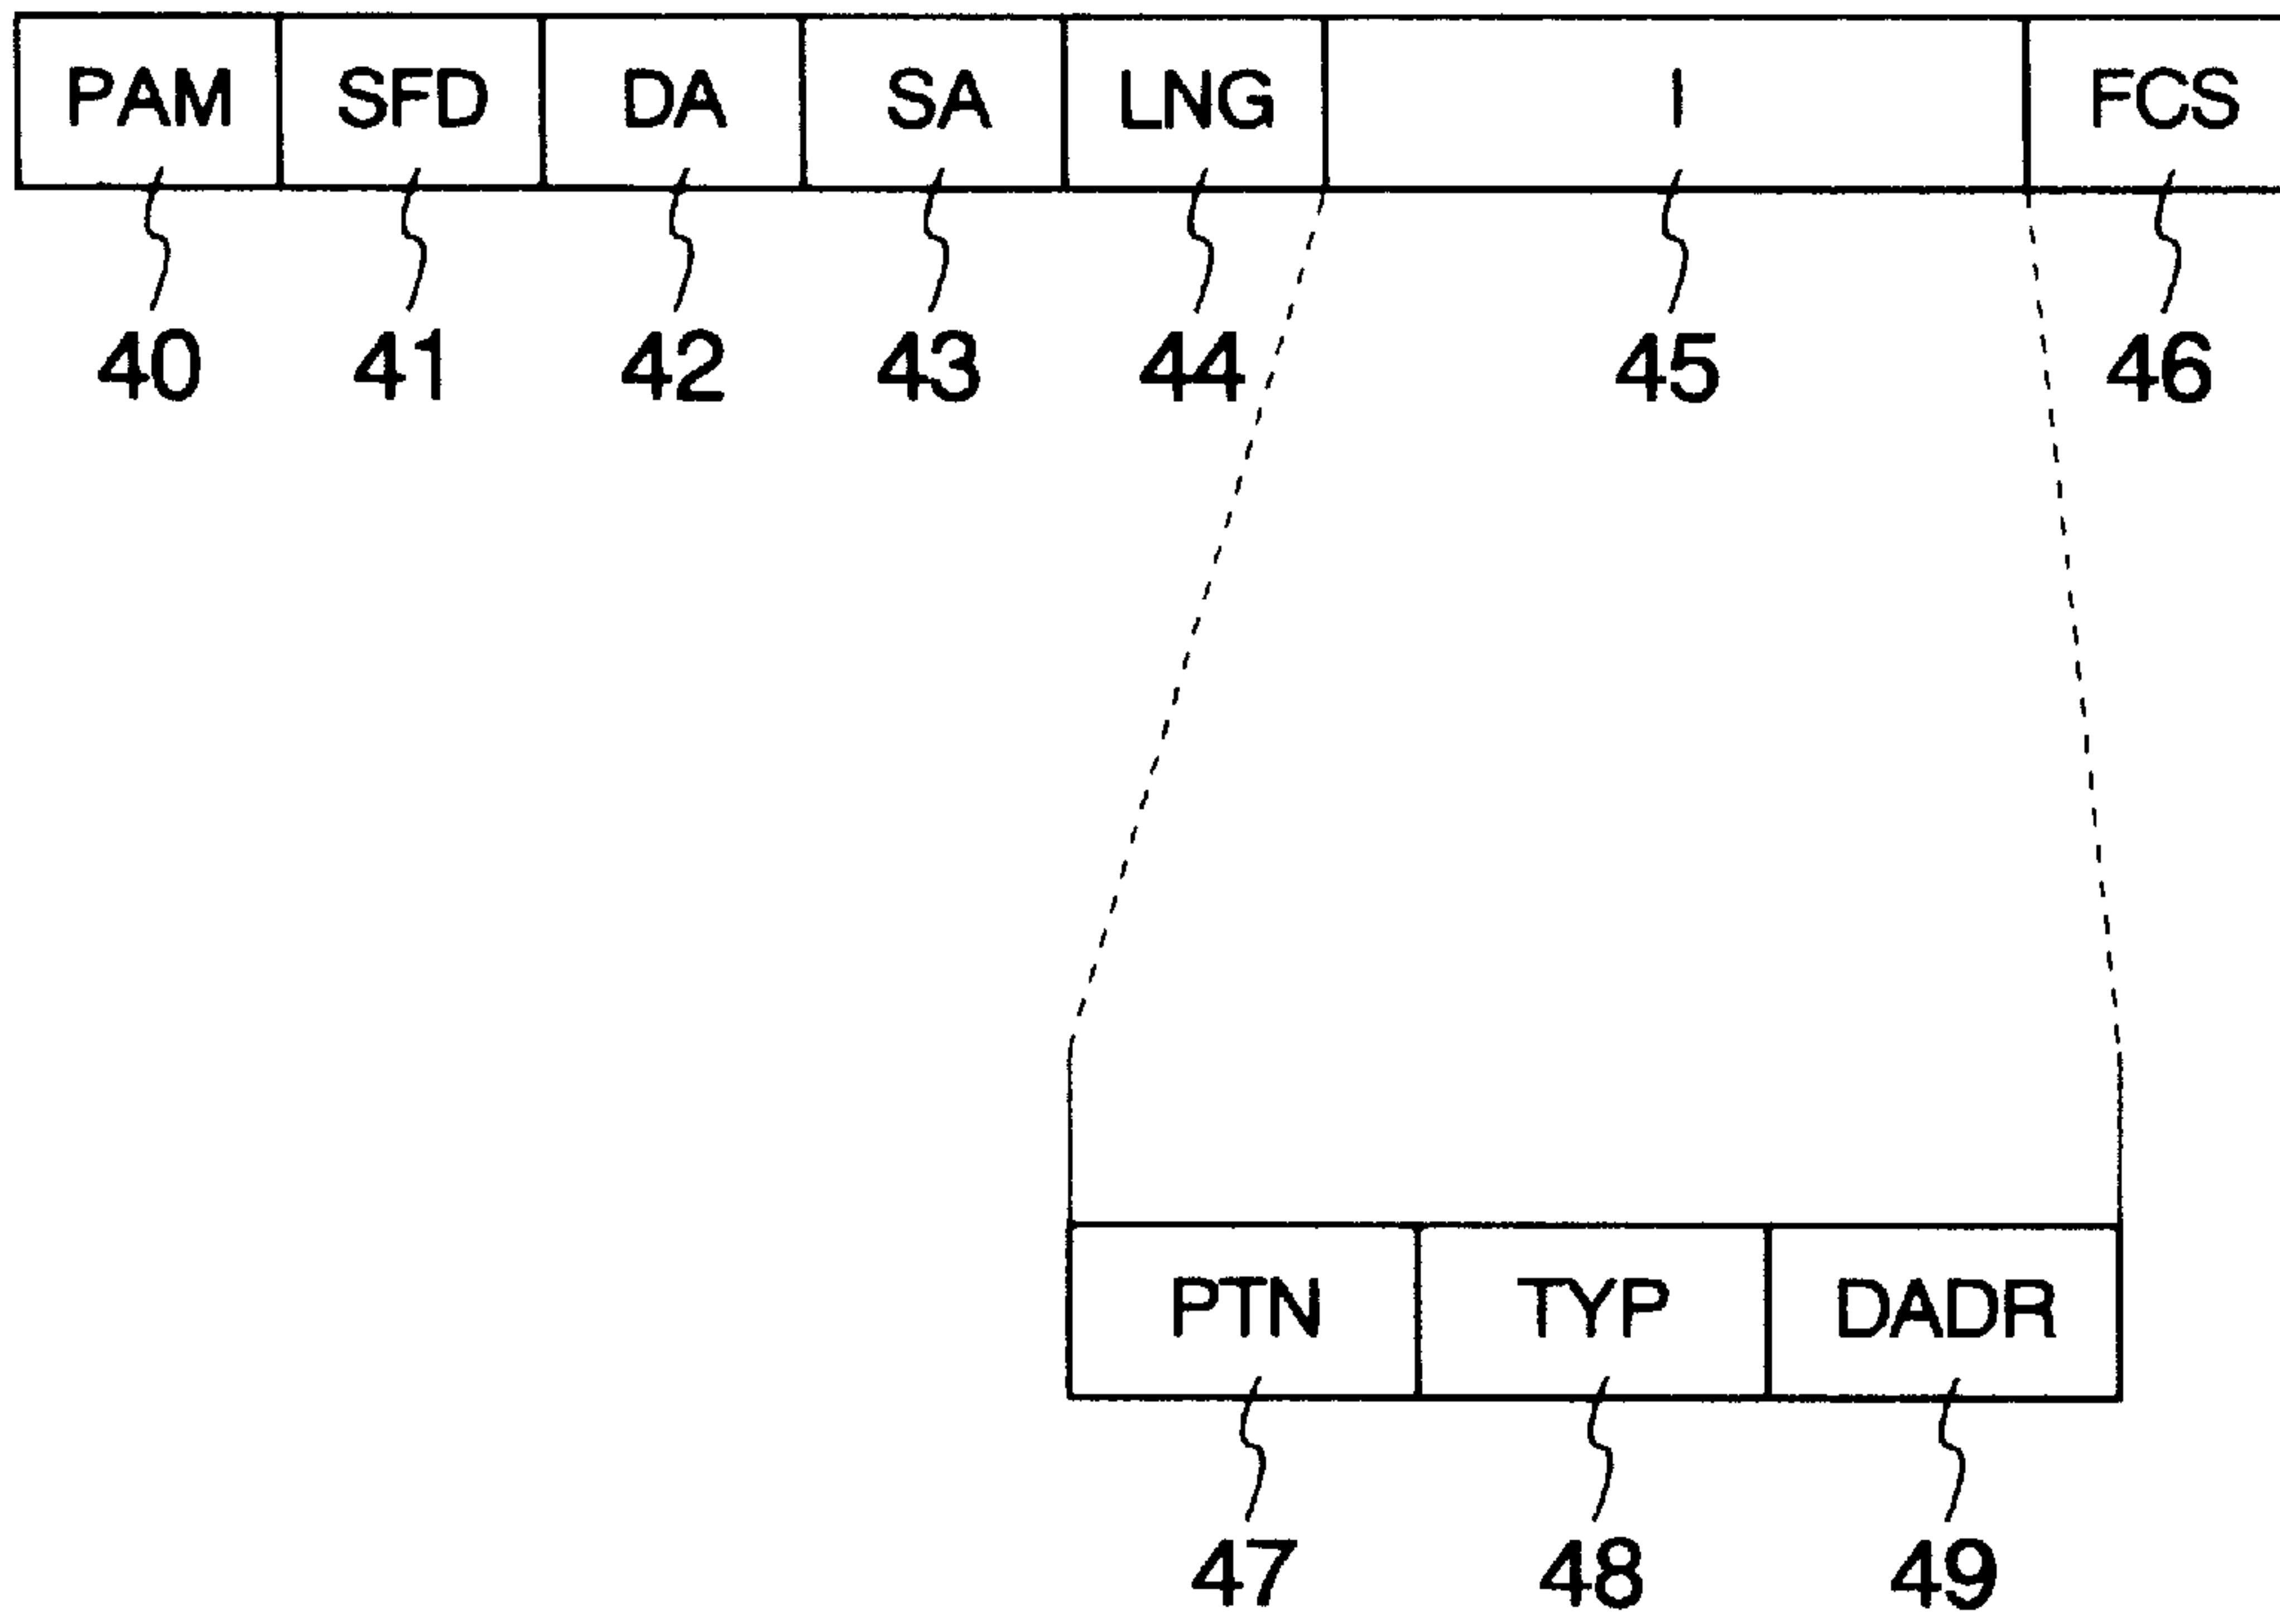 PAM SFD DA SA LNG I FCS
40 41 42 43 44 45 46
PTN TYP DADR
47 48 49